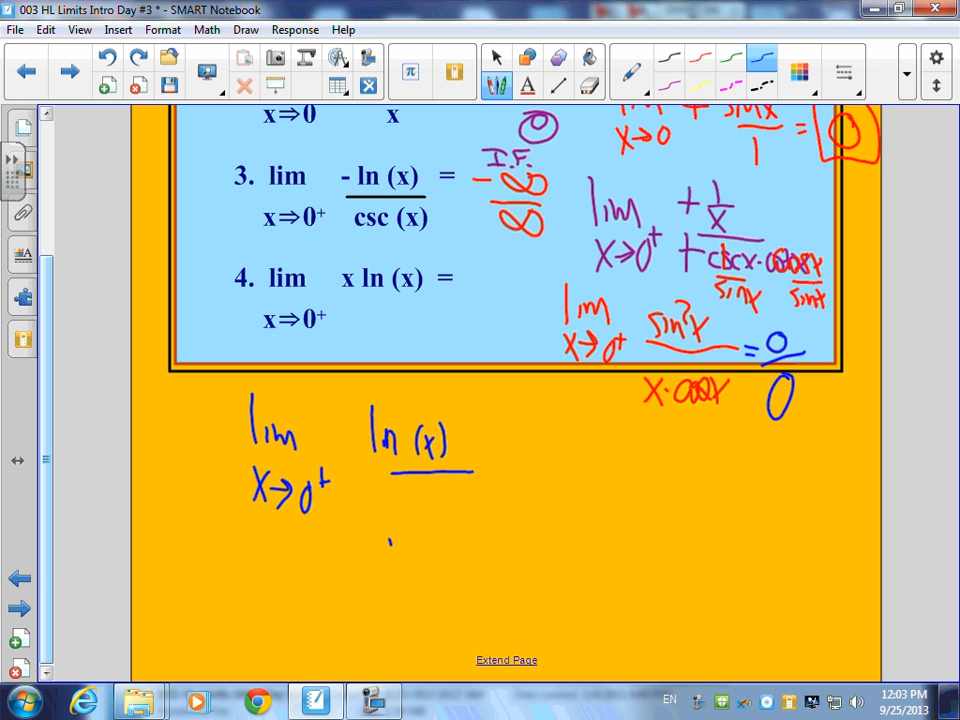 003 HL Limits Intro Day #3 * - SMART Notebook
File Edit View Insert Format Math Draw Response Help
x⇒0 x
lim + sin x
x→0 1 = 0
0
I.F.
3. lim - ln (x) = - ∞
x⇒0⁺ csc (x) ∞
lim + 1/x
x→0⁺ + cscx · cotx
sinx sinx
4. lim x ln (x) =
x⇒0⁺
lim sin²x
x→0⁺ x·cosx = 0/0
lim ln (x)
x→0⁺
Extend Page
EN
12:03 PM
9/25/2013